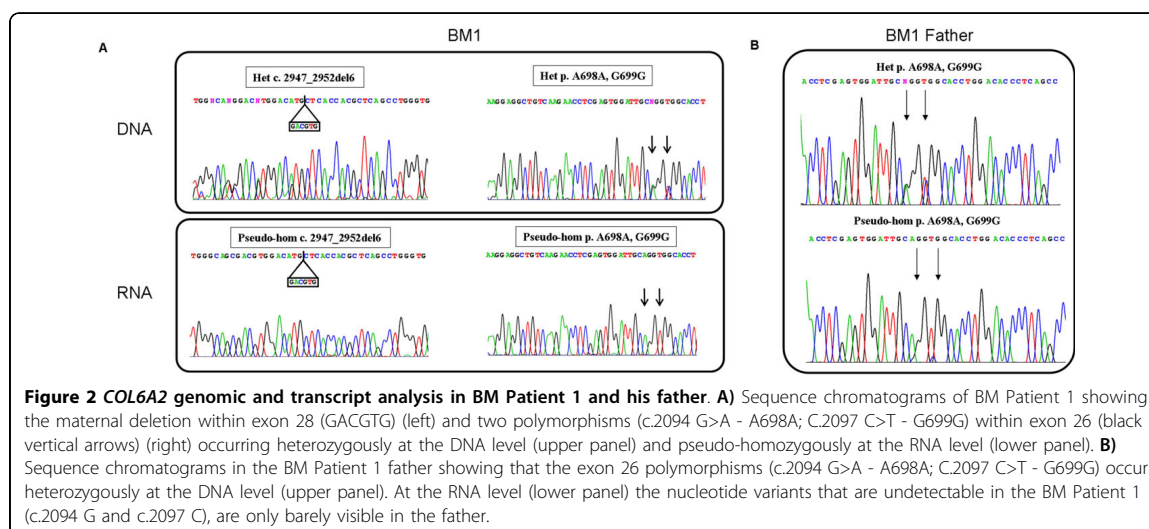 BM1
BM1 Father
A
B
Het c. 2947_2952del6
Het p. A698A, G699G
Het p. A698A, G699G
TGGNCANGGACNTGGACATGCTCACCACGCTCAGCCTGGGTG
AAGGAGGCTGTCAAGAACCTCGAGTGGATTGCNGGTGGCACCT
ACCTCGAGTGGATTGCNGGTGGCACCTGGACACCCTCAGCC
GACGTG
DNA
Pseudo-hom c. 2947_2952del6
Pseudo-hom p. A698A, G699G
Pseudo-hom p. A698A, G699G
TGGGCAGCGACGTGGACATGCTCACCACGCTCAGCCTGGGTG
AAGGAGGCTGTCAAGAACCTCGAGTGGATTGCAGGTGGCACCT
ACCTCGAGTGGATTGCAGGTGGCACCTGGACACCCTCAGCC
GACGTG
RNA
Figure 2 COL6A2 genomic and transcript analysis in BM Patient 1 and his father. A) Sequence chromatograms of BM Patient 1 showing
the maternal deletion within exon 28 (GACGTG) (left) and two polymorphisms (c.2094 G>A - A698A; C.2097 C>T - G699G) within exon 26 (black
vertical arrows) (right) occurring heterozygously at the DNA level (upper panel) and pseudo-homozygously at the RNA level (lower panel). B)
Sequence chromatograms in the BM Patient 1 father showing that the exon 26 polymorphisms (c.2094 G>A - A698A; C.2097 C>T - G699G) occur
heterozygously at the DNA level (upper panel). At the RNA level (lower panel) the nucleotide variants that are undetectable in the BM Patient 1
(c.2094 G and c.2097 C), are only barely visible in the father.